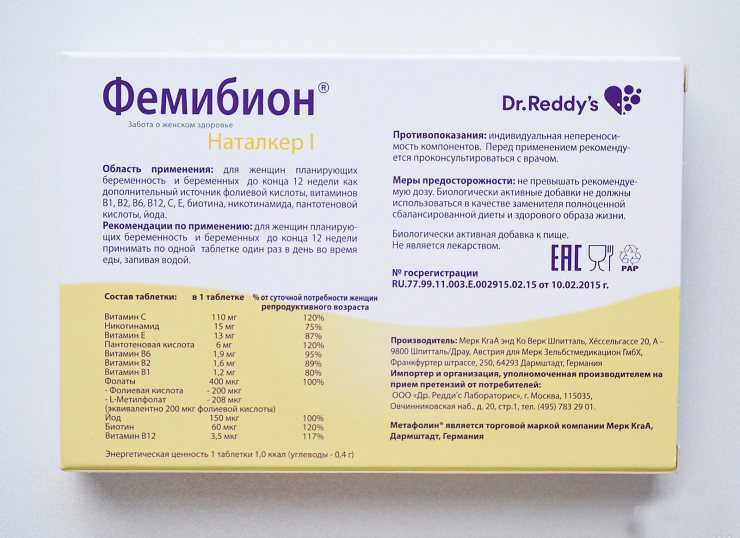 Фемибион®
Забота о женском здоровье
Наталкер I
Область применения: для женщин планирующих
беременность и беременных до конца 12 недели как
дополнительный источник фолиевой кислоты, витаминов
В1, В2, В6, В12, С, Е, биотина, никотинамида, пантотеновой
кислоты, йода.
Рекомендации по применению: для женщин планирую-
щих беременность и беременных до конца 12 недели
принимать по одной таблетке один раз в день во время
еды, запивая водой.
Dr.Reddy's
Противопоказания: индивидуальная непереноси-
мость компонентов. Перед применением рекоменду-
ется проконсультироваться с врачом.
Меры предосторожности: не превышать рекомендуе-
мую дозу. Биологически активные добавки не должны
использоваться в качестве заменителя полноценной
сбалансированной диеты и здорового образа жизни.
Биологически активная добавка к пище.
Не является лекарством.
EAC
PAP
№ госрегистрации
RU.77.99.11.003.Е.002915.02.15 от 10.02.2015 г.
Состав таблетки: в 1 таблетке % от суточной потребности женщин
репродуктивного возраста
Витамин С 110 мг 120%
Никотинамид 15 мг 75%
Витамин Е 13 мг 87%
Пантотеновая кислота 6 мг 120%
Витамин В6 1,9 мг 95%
Витамин В2 1,6 мг 89%
Витамин В1 1,2 мг 80%
Фолаты 400 мкг 100%
- Фолиевая кислота - 200 мкг
- L-Метилфолат - 208 мкг
(эквивалентно 200 мкг фолиевой кислоты)
Йод 150 мкг 100%
Биотин 60 мкг 120%
Витамин В12 3,5 мкг 117%
Энергетическая ценность 1 таблетки 1,0 ккал (углеводы - 0,4 г)
Производитель: Мерк КгаА энд Ко Верк Шпитталь, Хёссельгассе 20, А –
9800 Шпитталь/Драу, Австрия для Мерк Зельбстмедикацион ГмбХ,
Франкфуртер штрассе, 250, 64293 Дармштадт, Германия
Импортер и организация, уполномоченная производителем на
прием претензий от потребителей:
ООО «Др. Редди'с Лабораторис», г. Москва, 115035,
Овчинниковская наб., д. 20, стр.1, тел. (495) 783 29 01.
Метафолин® является торговой маркой компании Мерк КгаА,
Дармштадт, Германия